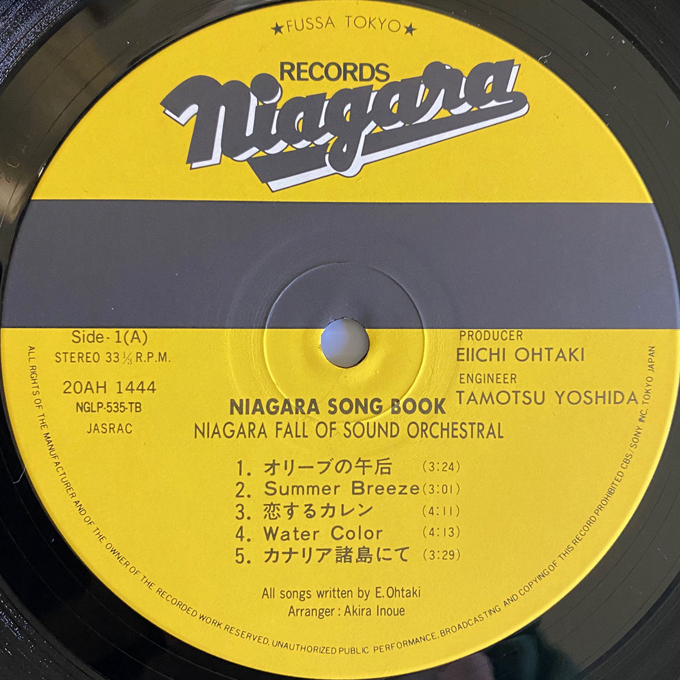 ★FUSSA TOKYO★
RECORDS
Niagara
Side-1(A)
STEREO 33⅓ R.P.M.
20AH 1444
NGLP-535-TB
JASRAC
PRODUCER
EIICHI OHTAKI
ENGINEER
TAMOTSU YOSHIDA
NIAGARA SONG BOOK
NIAGARA FALL OF SOUND ORCHESTRAL
1. オリーブの午后 (3:24)
2. Summer Breeze (3:01)
3. 恋するカレン (4:11)
4. Water Color (4:13)
5. カナリア諸島にて (3:29)
All songs written by E.Ohtaki
Arranger : Akira Inoue
ALL RIGHTS OF THE MANUFACTURER AND OF THE OWNER OF THE RECORDED WORK RESERVED, UNAUTHORIZED PUBLIC PERFORMANCE, BROADCASTING AND COPYING OF THIS RECORD PROHIBITED CBS/SONY INC. TOKYO JAPAN